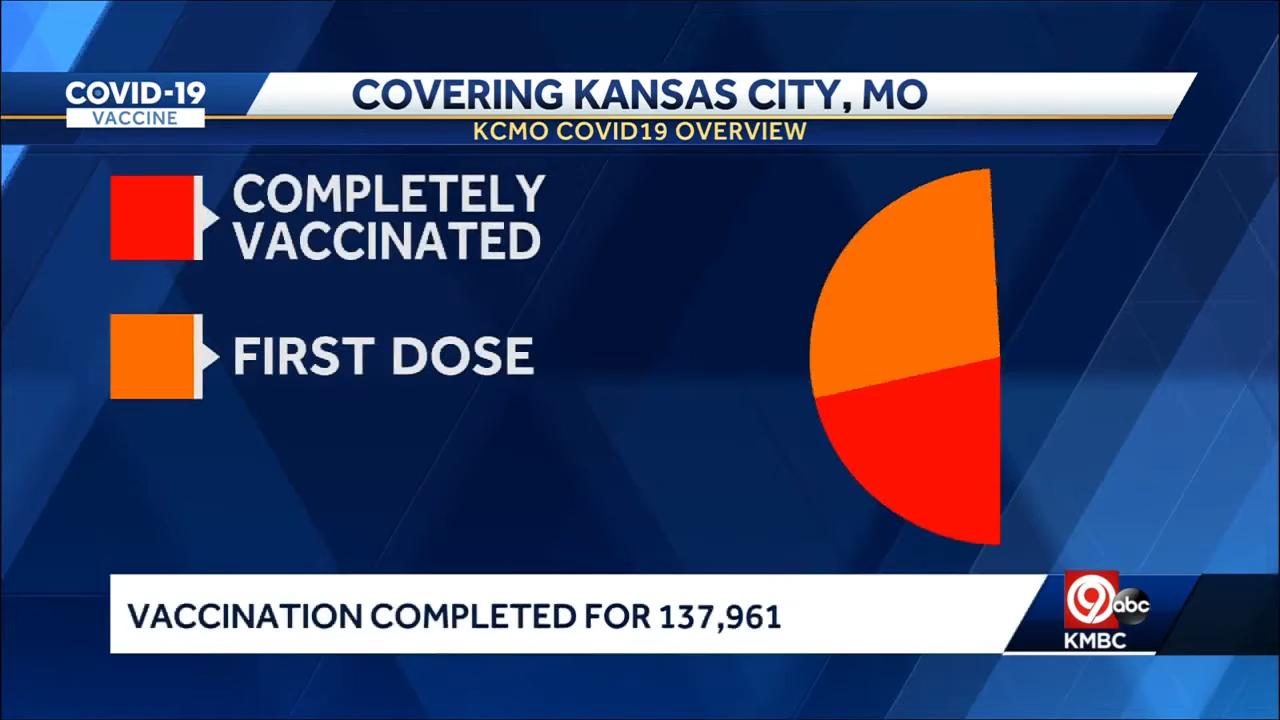 COVID-19
VACCINE
COVERING KANSAS CITY, MO
KCMO COVID19 OVERVIEW
COMPLETELY
VACCINATED
FIRST DOSE
VACCINATION COMPLETED FOR 137,961
9 abc
KMBC